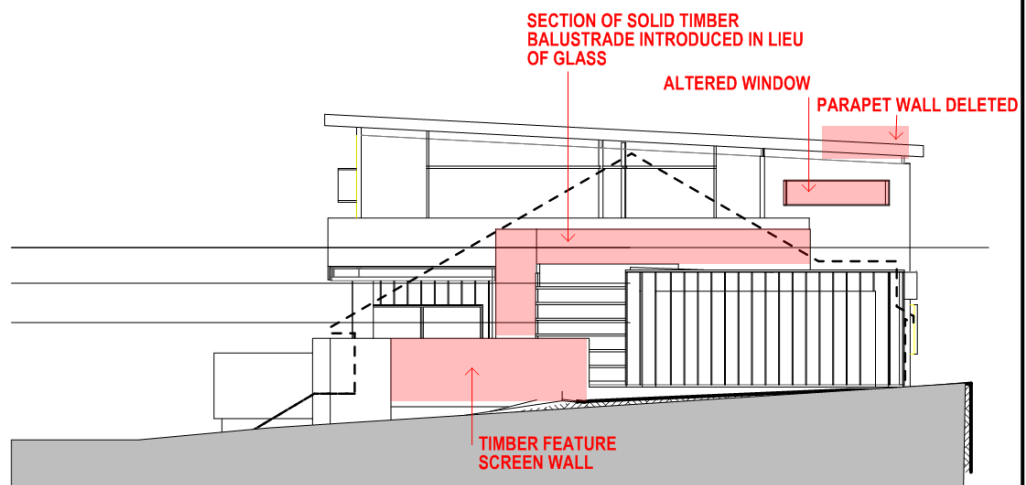 SECTION OF SOLID TIMBER
BALUSTRADE INTRODUCED IN LIEU
OF GLASS
ALTERED WINDOW
PARAPET WALL DELETED
TIMBER FEATURE
SCREEN WALL